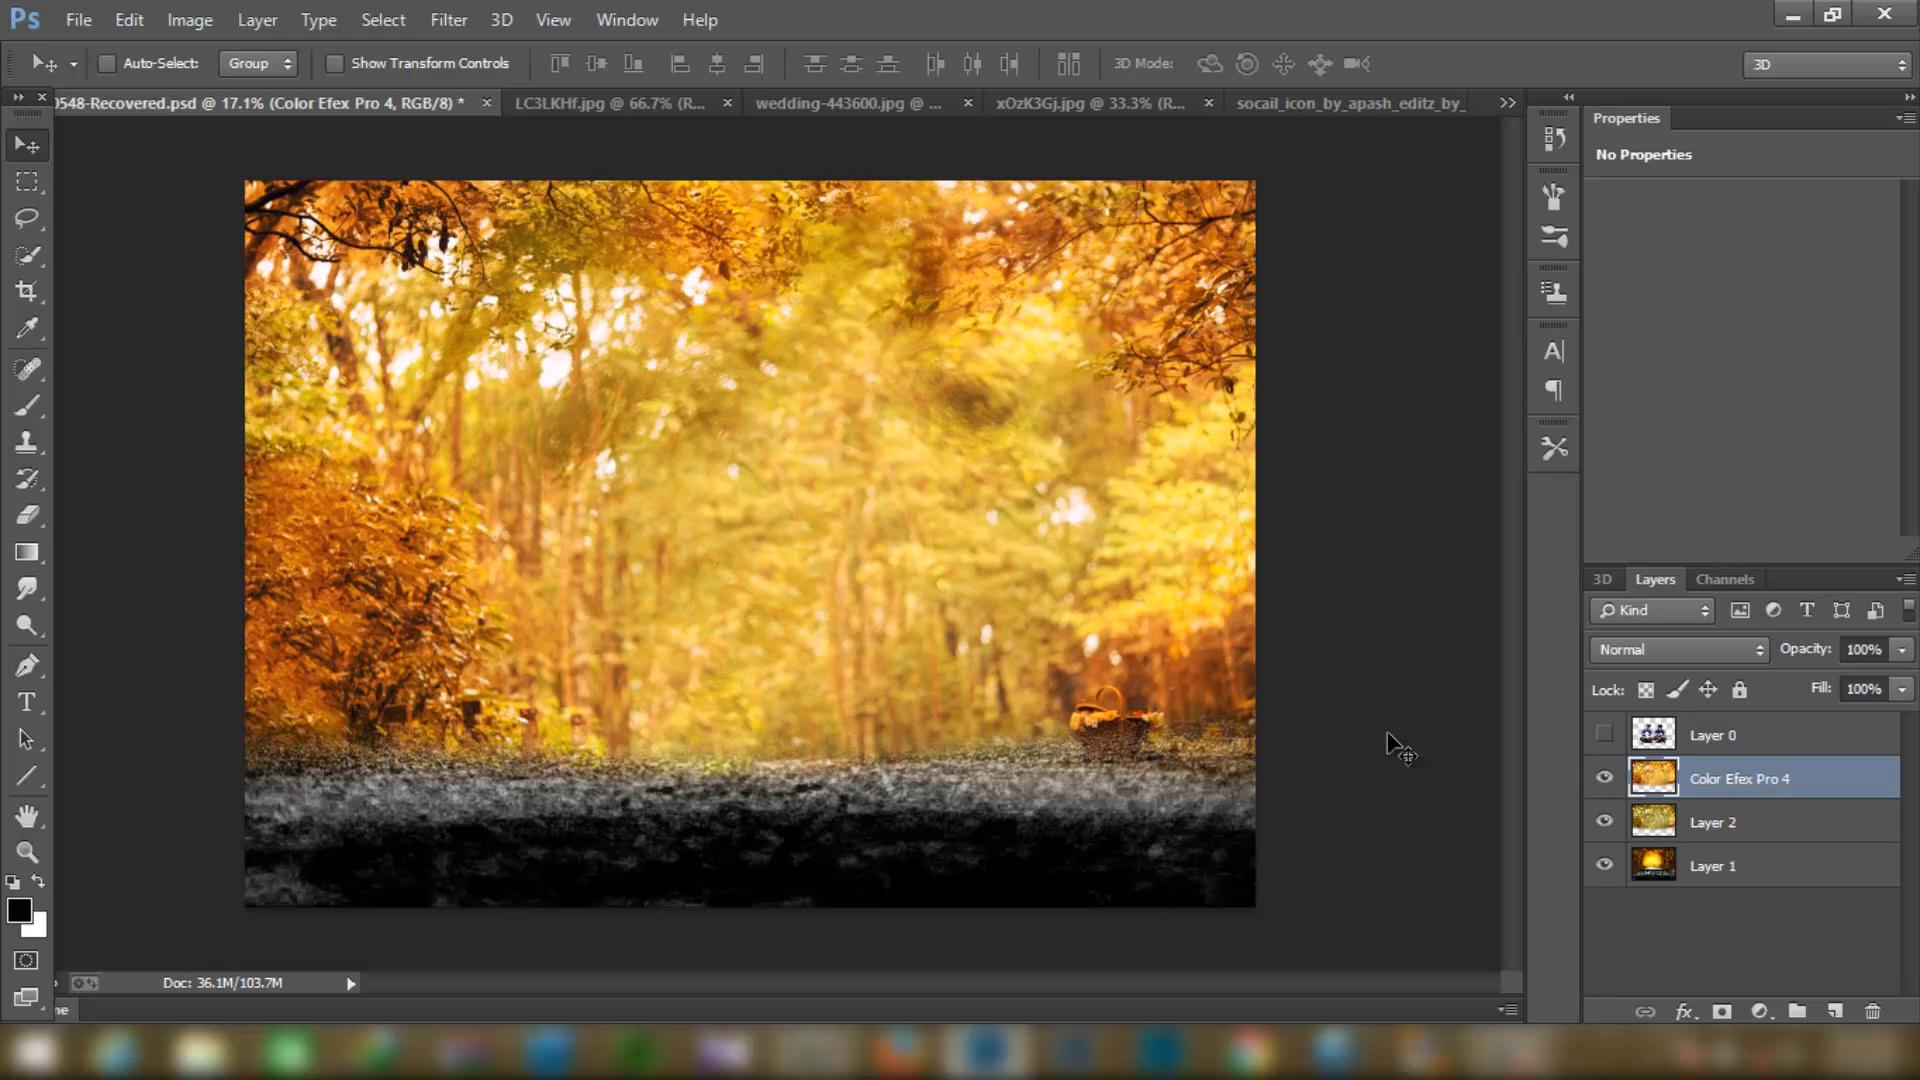 Ps File Edit Image Layer Type Select Filter 3D View Window Help
Auto-Select: Group Show Transform Controls 3D Mode: 3D
0548-Recovered.psd @ 17.1% (Color Efex Pro 4, RGB/8) * LC3LKHf.jpg @ 66.7% (R... wedding-443600.jpg @ ... xOzK3Gj.jpg @ 33.3% (R... socail_icon_by_apash_editz_by_
Properties
No Properties
3D Layers Channels
Kind
Normal Opacity: 100%
Lock: Fill: 100%
Layer 0
Color Efex Pro 4
Layer 2
Layer 1
Doc: 36.1M/103.7M
ne
fx